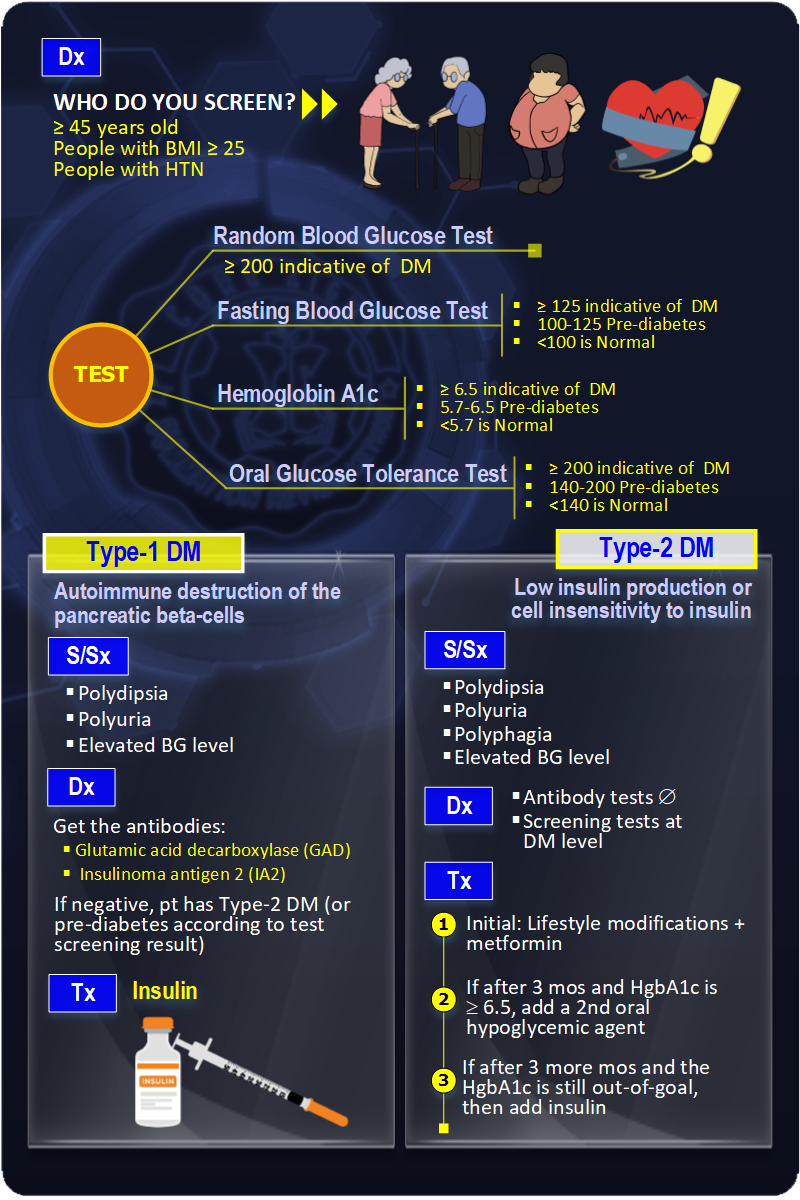 Dx
WHO DO YOU SCREEN?
≥ 45 years old
People with BMI ≥ 25
People with HTN
TEST
Random Blood Glucose Test
≥ 200 indicative of DM
Fasting Blood Glucose Test
▪ ≥ 125 indicative of DM
▪ 100-125 Pre-diabetes
▪ <100 is Normal
Hemoglobin A1c
▪ ≥ 6.5 indicative of DM
▪ 5.7-6.5 Pre-diabetes
▪ <5.7 is Normal
Oral Glucose Tolerance Test
▪ ≥ 200 indicative of DM
▪ 140-200 Pre-diabetes
▪ <140 is Normal
Type-1 DM
Autoimmune destruction of the
pancreatic beta-cells
S/Sx
▪ Polydipsia
▪ Polyuria
▪ Elevated BG level
Dx
Get the antibodies:
▪ Glutamic acid decarboxylase (GAD)
▪ Insulinoma antigen 2 (IA2)
If negative, pt has Type-2 DM (or
pre-diabetes according to test
screening result)
Tx
Insulin
INSULIN
Type-2 DM
Low insulin production or
cell insensitivity to insulin
S/Sx
▪ Polydipsia
▪ Polyuria
▪ Polyphagia
▪ Elevated BG level
Dx
▪ Antibody tests ∅
▪ Screening tests at
DM level
Tx
1 Initial: Lifestyle modifications +
metformin
2 If after 3 mos and HgbA1c is
≥ 6.5, add a 2nd oral
hypoglycemic agent
3 If after 3 more mos and the
HgbA1c is still out-of-goal,
then add insulin